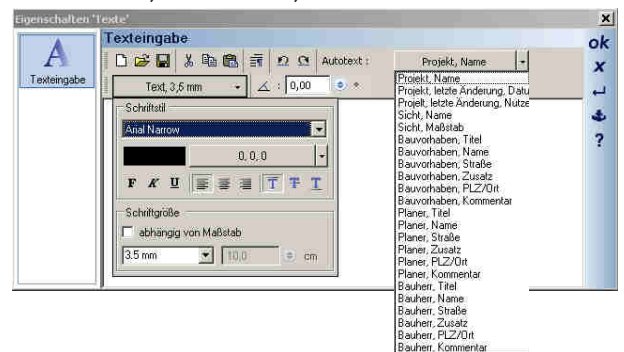 Eigenschaften "Texte"
Texteingabe
ok
A
Texteingabe
Autotext :
Projekt, Name
Text, 3,5 mm
: 0,00 °
Schriftstil
Arial Narrow
0, 0, 0
F K U T T T
Schriftgröße
abhängig von Maßstab
3.5 mm
10,0
cm
Projekt, Name
Projekt, letzte Änderung, Datu
Projelt, letzte Änderung, Nutze
Sicht, Name
Sicht, Maßstab
Bauvorhaben, Titel
Bauvorhaben, Name
Bauvorhaben, Straße
Bauvorhaben, Zusatz
Bauvorhaben, PLZ/Ort
Bauvorhaben, Kommentar
Planer, Titel
Planer, Name
Planer, Straße
Planer, Zusatz
Planer, PLZ/Ort
Planer, Kommentar
Bauherr, Titel
Bauherr, Name
Bauherr, Straße
Bauherr, Zusatz
Bauherr, PLZ/Ort
Bauherr, Kommentar
?